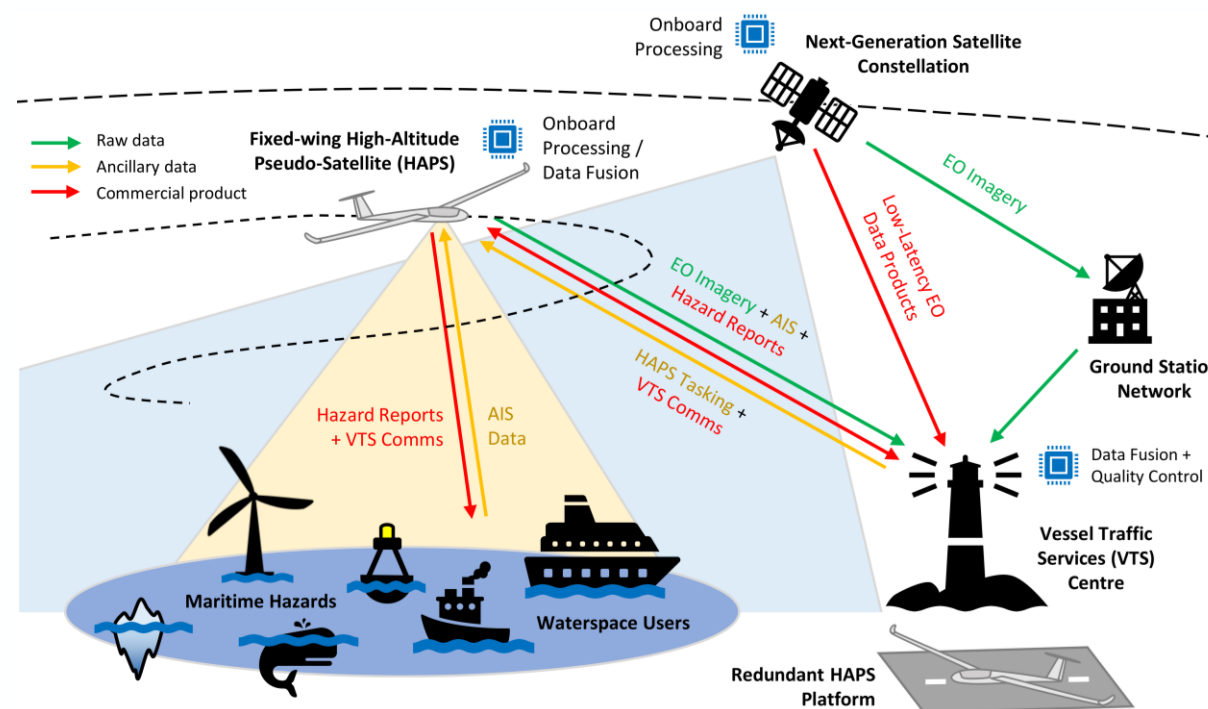 Onboard
Processing
Next-Generation Satellite
Constellation
Raw data
Ancillary data
Commercial product
Fixed-wing High-Altitude
Pseudo-Satellite (HAPS)
Onboard
Processing /
Data Fusion
EO Imagery
Low-Latency EO
Data Products
EO Imagery + AIS +
Hazard Reports
HAPS Tasking +
VTS Comms
Ground Statio
Network
Hazard Reports
+ VTS Comms
AIS
Data
Data Fusion +
Quality Control
Vessel Traffic
Services (VTS)
Centre
Maritime Hazards
Waterspace Users
Redundant HAPS
Platform